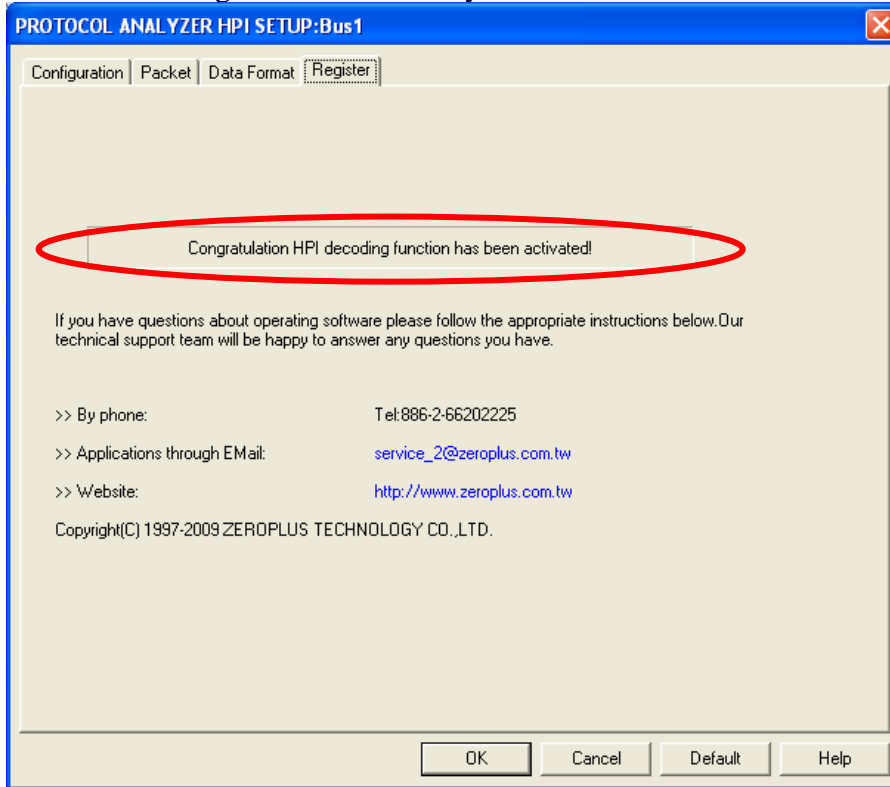 PROTOCOL ANALYZER HPI SETUP:Bus1
Configuration Packet Data Format Register
Congratulation HPI decoding function has been activated!
If you have questions about operating software please follow the appropriate instructions below.Our
technical support team will be happy to answer any questions you have.
>> By phone: Tel:886-2-66202225
>> Applications through EMail: service_2@zeroplus.com.tw
>> Website: http://www.zeroplus.com.tw
Copyright(C) 1997-2009 ZEROPLUS TECHNOLOGY CO.,LTD.
OK Cancel Default Help